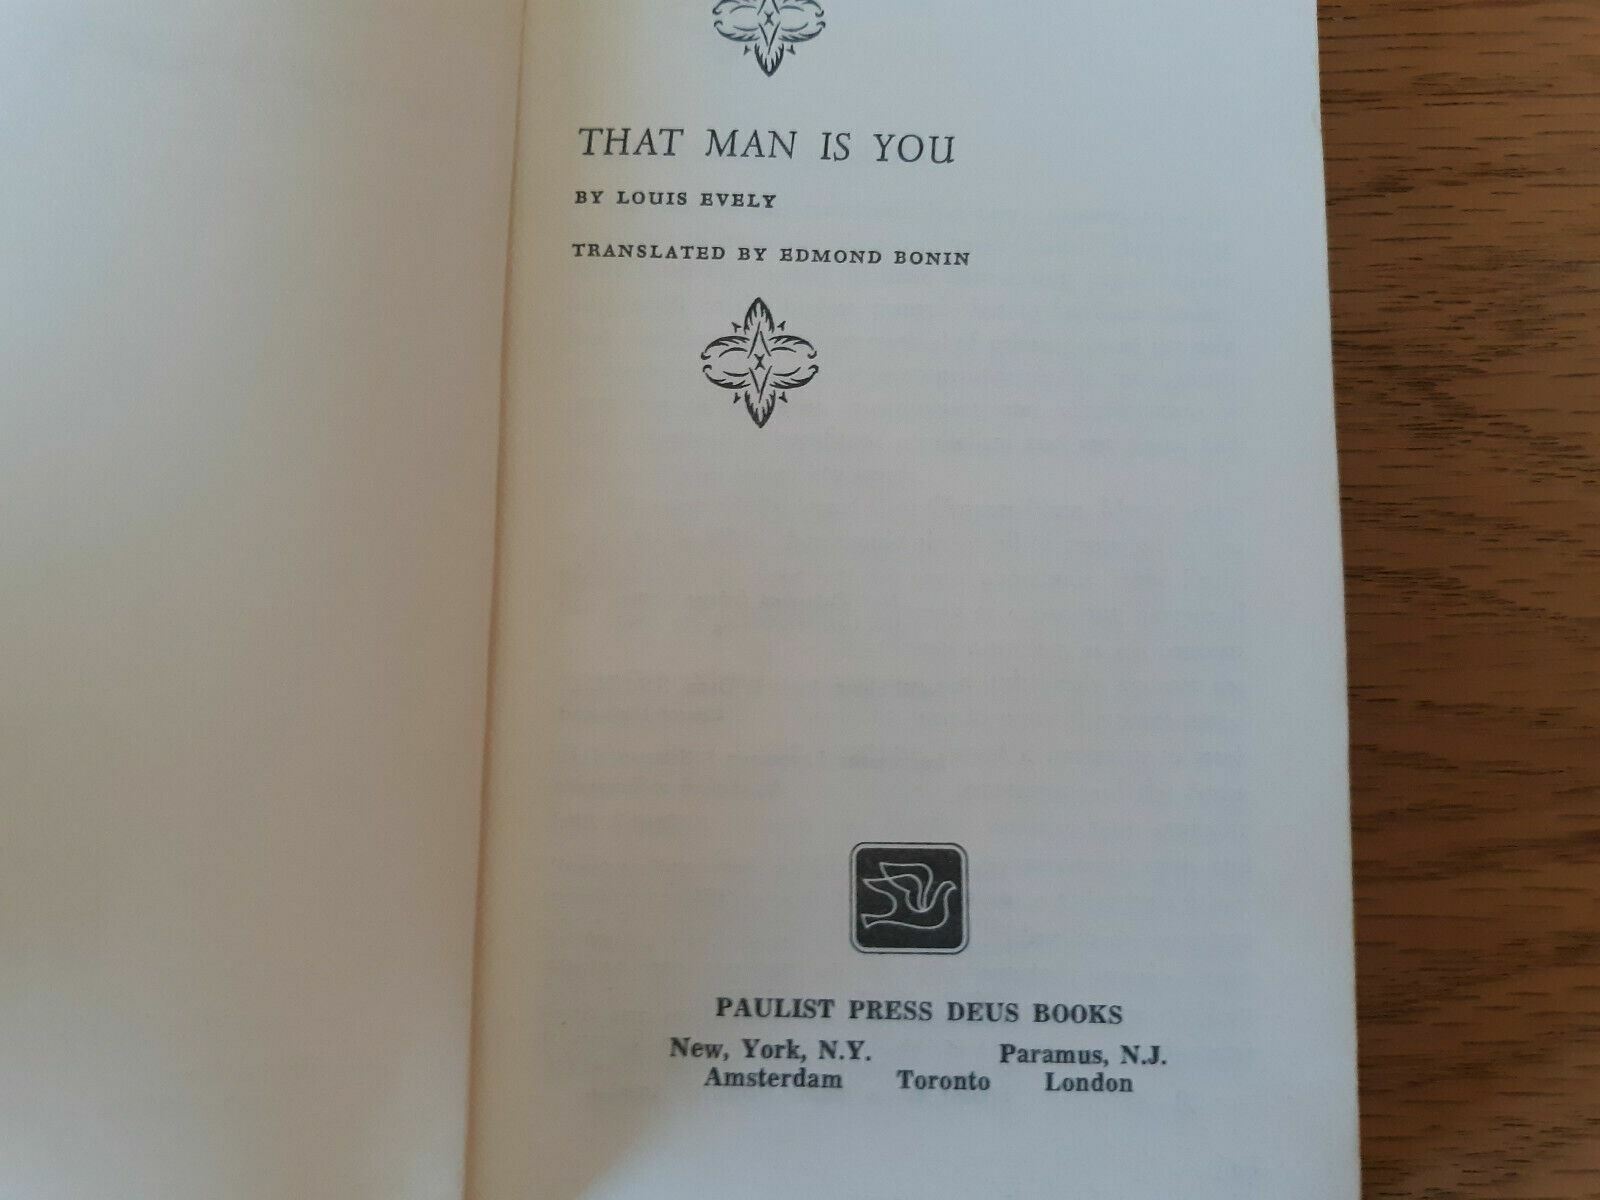 THAT MAN IS YOU
BY LOUIS EVELY
TRANSLATED BY EDMOND BONIN
PAULIST PRESS DEUS BOOKS
New, York, N.Y. Paramus, N.J.
Amsterdam Toronto London